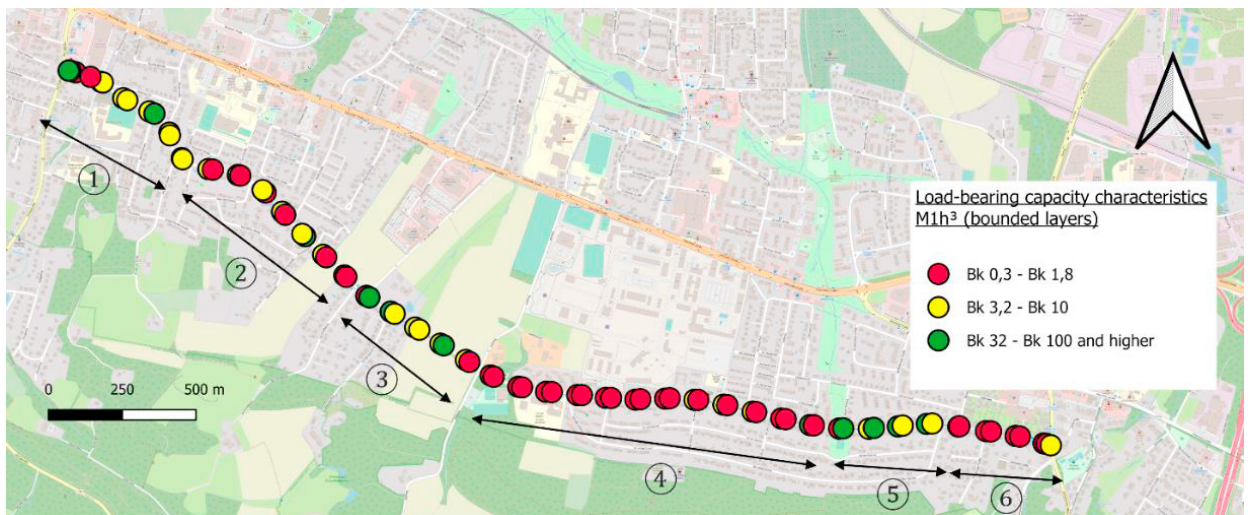 Load-bearing capacity characteristics
M1h³ (bounded layers)
Bk 0,3 - Bk 1,8
Bk 3,2 - Bk 10
Bk 32 - Bk 100 and higher
1
2
3
4
5
6
0 250 500 m